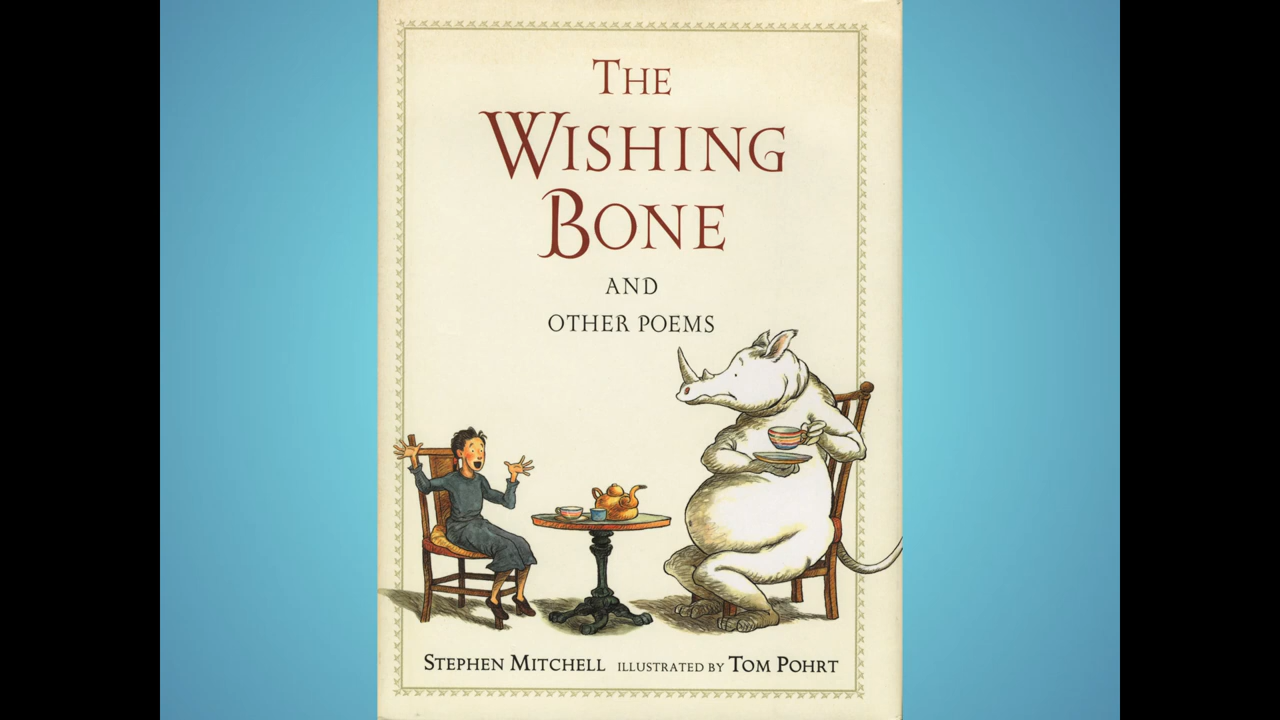 THE
WISHING
BONE
AND
OTHER POEMS
STEPHEN MITCHELL ILLUSTRATED BY TOM POHRT